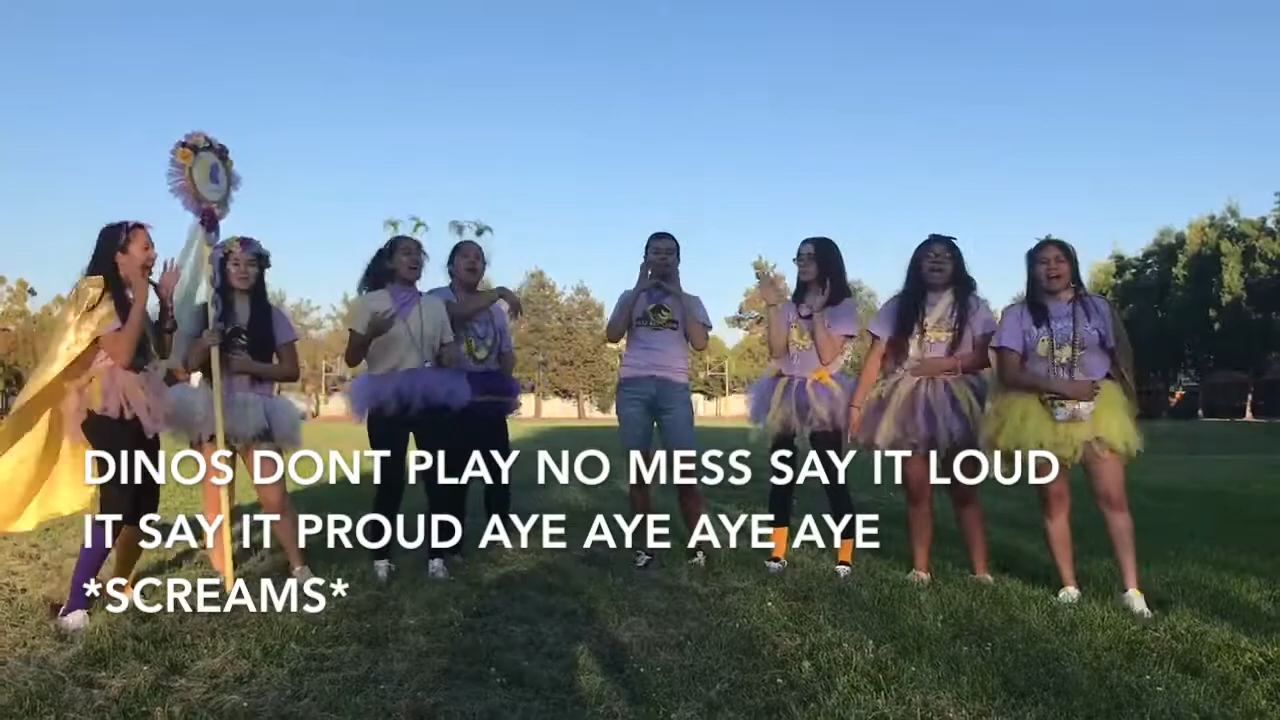 DINOS DONT PLAY NO MESS SAY IT LOUD
IT SAY IT PROUD AYE AYE AYE AYE
*SCREAMS*